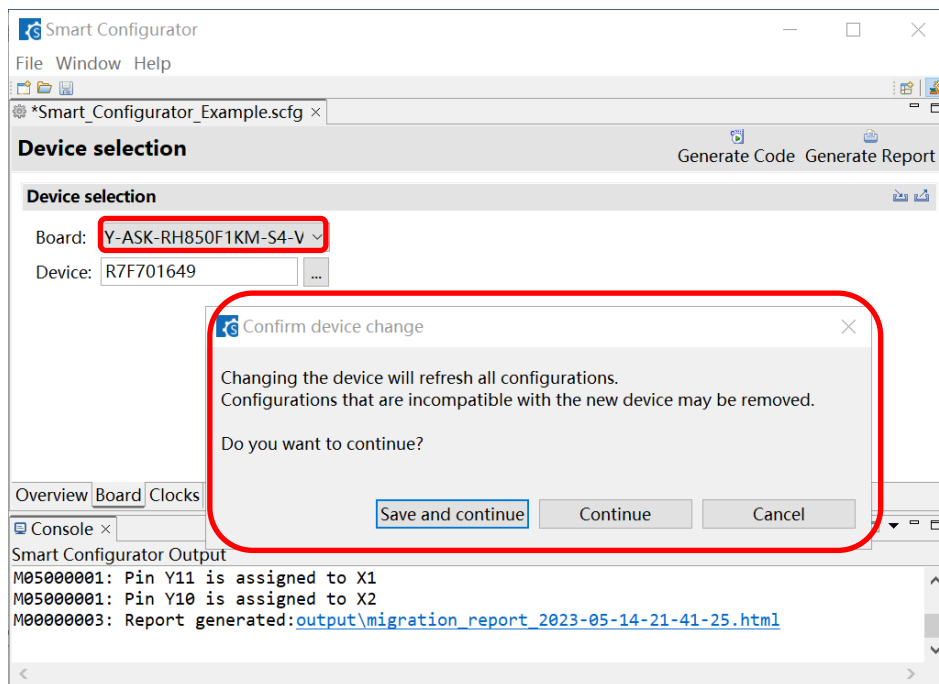 Smart Configurator
File Window Help
*Smart_Configurator_Example.scfg
Device selection
Generate Code Generate Report
Device selection
Board: Y-ASK-RH850F1KM-S4-V
Device: R7F701649 ...
Confirm device change
Changing the device will refresh all configurations.
Configurations that are incompatible with the new device may be removed.
Do you want to continue?
Save and continue Continue Cancel
Overview Board Clocks
Console
Smart Configurator Output
M05000001: Pin Y11 is assigned to X1
M05000001: Pin Y10 is assigned to X2
M00000003: Report generated:output\migration_report_2023-05-14-21-41-25.html